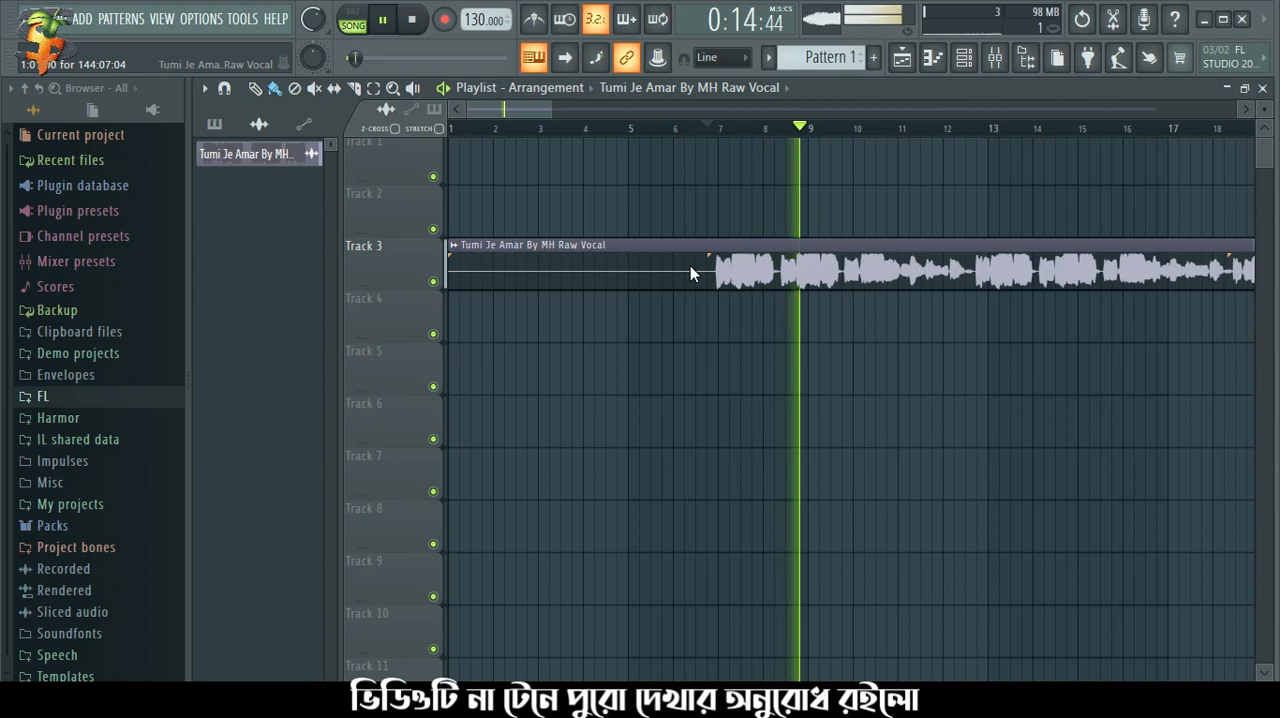 ADD PATTERNS VIEW OPTIONS TOOLS HELP
PAT
SONG
130.000
3.2
M:S:CS
0:14:44
3
98 MB
1
Tumi Je Ama..Raw Vocal
Line
Pattern 1
+
03/02 FL
STUDIO 20...
Browser - All
Playlist - Arrangement › Tumi Je Amar By MH Raw Vocal
Z-CROSS STRETCH
1 2 3 4 5 6 7 8 9 10 11 12 13 14 15 16 17 18
Current project
Recent files
Plugin database
Plugin presets
Channel presets
Mixer presets
Scores
Backup
Clipboard files
Demo projects
Envelopes
FL
Harmor
IL shared data
Impulses
Misc
My projects
Packs
Project bones
Recorded
Rendered
Sliced audio
Soundfonts
Speech
Templates
Tumi Je Amar By MH..
Track 1
Track 2
Track 3
Tumi Je Amar By MH Raw Vocal
Track 4
Track 5
Track 6
Track 7
Track 8
Track 9
Track 10
Track 11
ভিডিওটি না টেনে পুরো দেখার অনুরোধ রইলো